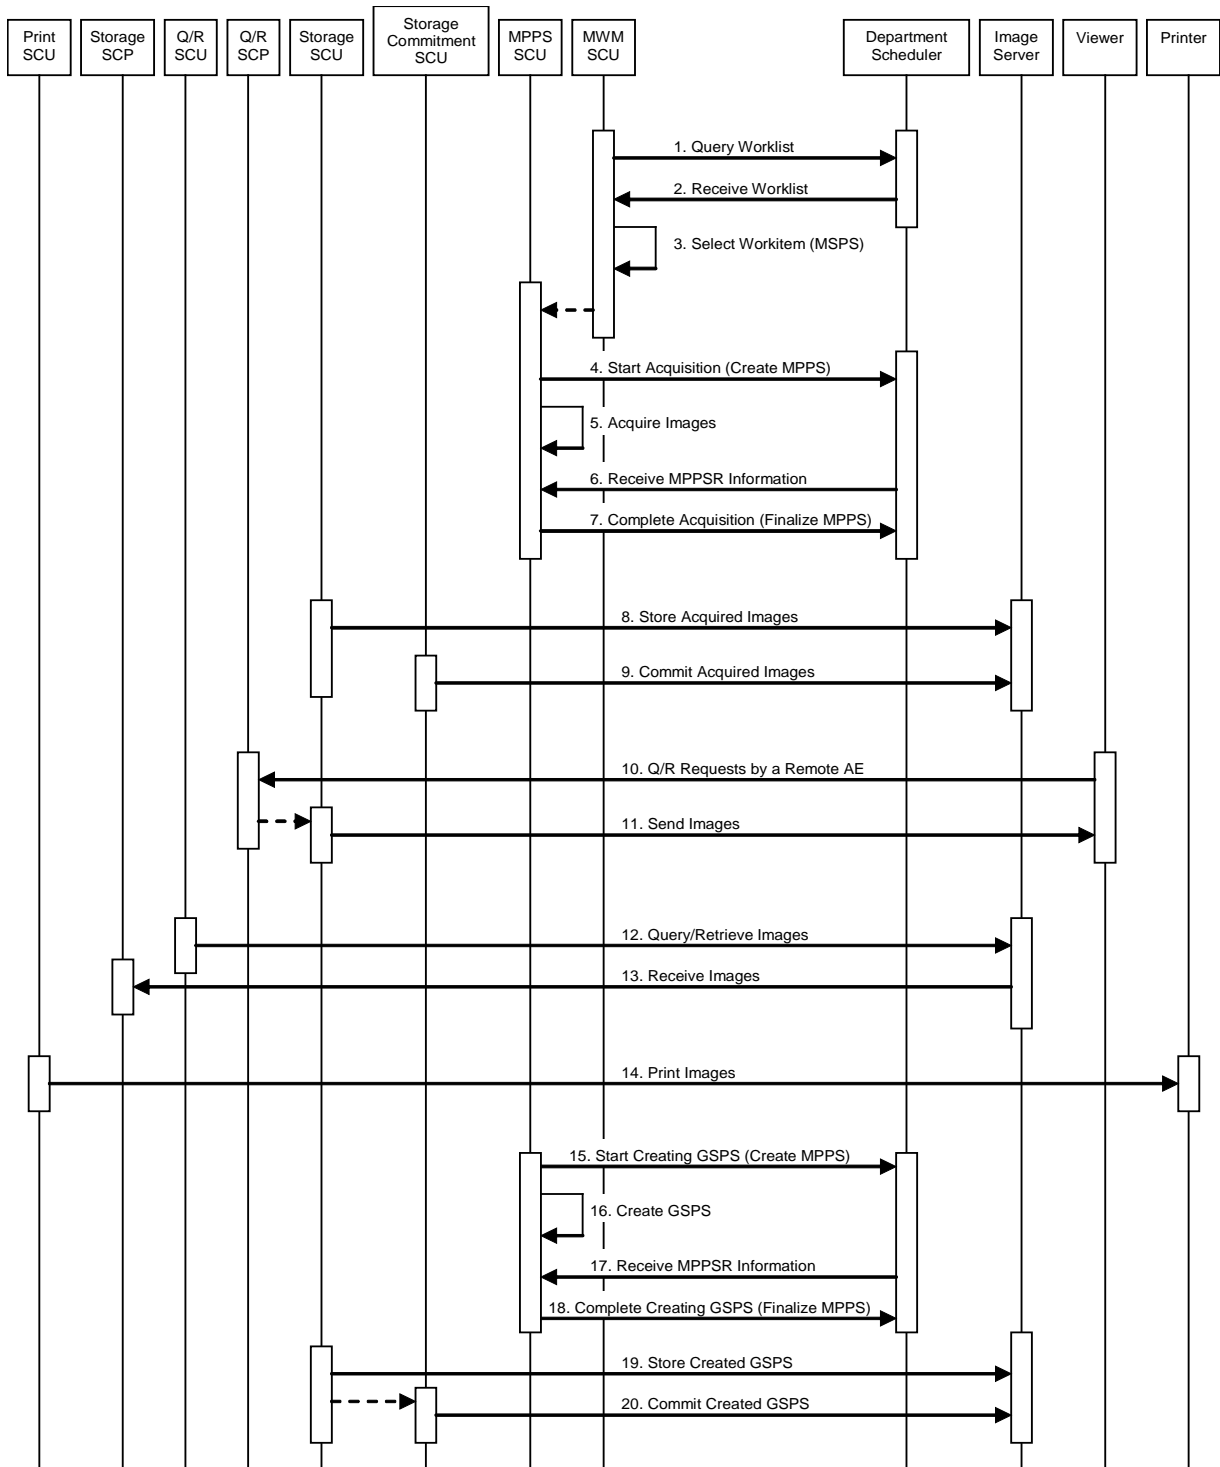 Print
SCU
Storage
SCP
Q/R
SCU
Q/R
SCP
Storage
SCU
Storage
Commitment
SCU
MPPS
SCU
MWM
SCU
Department
Scheduler
Image
Server
Viewer
Printer
1. Query Worklist
2. Receive Worklist
3. Select Workitem (MSPS)
4. Start Acquisition (Create MPPS)
5. Acquire Images
6. Receive MPPSR Information
7. Complete Acquisition (Finalize MPPS)
8. Store Acquired Images
9. Commit Acquired Images
10. Q/R Requests by a Remote AE
11. Send Images
12. Query/Retrieve Images
13. Receive Images
14. Print Images
15. Start Creating GSPS (Create MPPS)
16. Create GSPS
17. Receive MPPSR Information
18. Complete Creating GSPS (Finalize MPPS)
19. Store Created GSPS
20. Commit Created GSPS